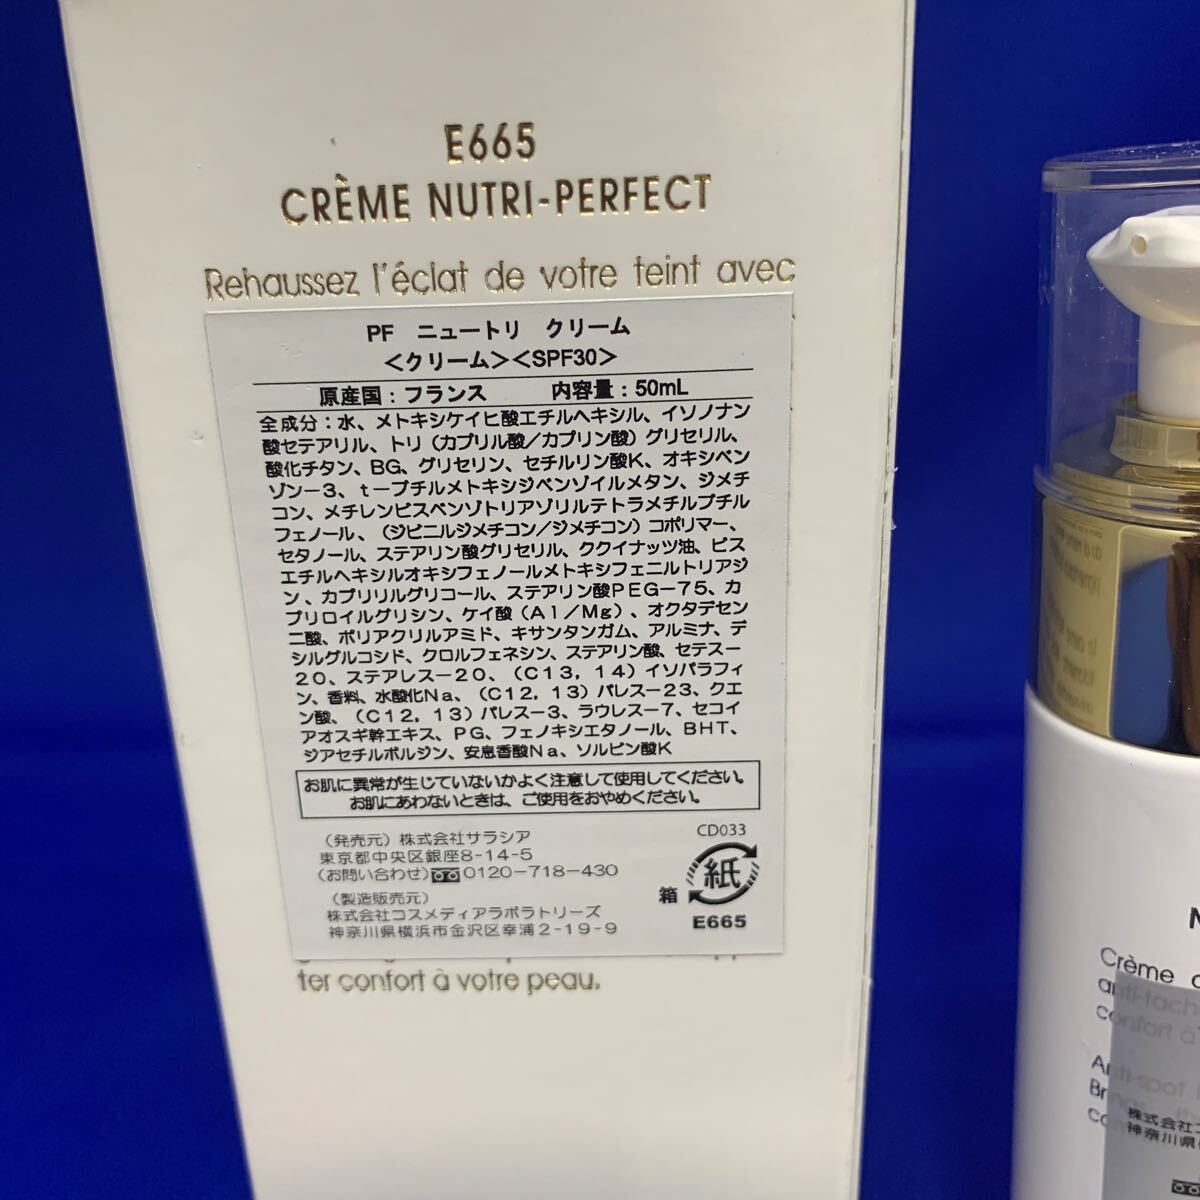 E665
CRÈME NUTRI-PERFECT
Rehaussez l'éclat de votre teint avec
PF ニュートリ クリーム
<クリーム><SPF30>
原産国:フランス 内容量:50mL
全成分:水、メトキシケイヒ酸エチルヘキシル、イソノナン
酸セテアリル、トリ(カプリル酸/カプリン酸)グリセリル、
酸化チタン、BG、グリセリン、セチルリン酸K、オキシベン
ゾン-3、t-ブチルメトキシジベンゾイルメタン、ジメチ
コン、メチレンビスベンゾトリアゾリルテトラメチルブチル
フェノール、(ジビニルジメチコン/ジメチコン)コポリマー、
セタノール、ステアリン酸グリセリル、ククイナッツ油、ビス
エチルヘキシルオキシフェノールメトキシフェニルトリアジ
ン、カプリリルグリコール、ステアリン酸PEG-75、カ
プリロイルグリシン、ケイ酸(Al/Mg)、オクタデセン
二酸、ポリアクリルアミド、キサンタンガム、アルミナ、デ
シルグルコシド、クロルフェネシン、ステアリン酸、セテス-
20、ステアレス-20、(C13,14)イソパラフィ
ン、香料、水酸化Na、(C12,13)パレス-23、クエ
ン酸、(C12,13)パレス-3、ラウレス-7、セコイ
アオスギ幹エキス、PG、フェノキシエタノール、BHT、
ジアセチルボルジン、安息香酸Na、ソルビン酸K
お肌に異常が生じていないかよく注意して使用してください。
お肌にあわないときは、ご使用をおやめください。
(発売元)株式会社サラシア
東京都中央区銀座8-14-5
(お問い合わせ)0120-718-430
(製造販売元)
株式会社コスメディアラボラトリーズ
神奈川県横浜市金沢区幸浦2-19-9
CD033
紙
箱
E665
ter confort à votre peau.
Crème
anti-tach
confort à
Anti-spot
株式会社コ
神奈川県